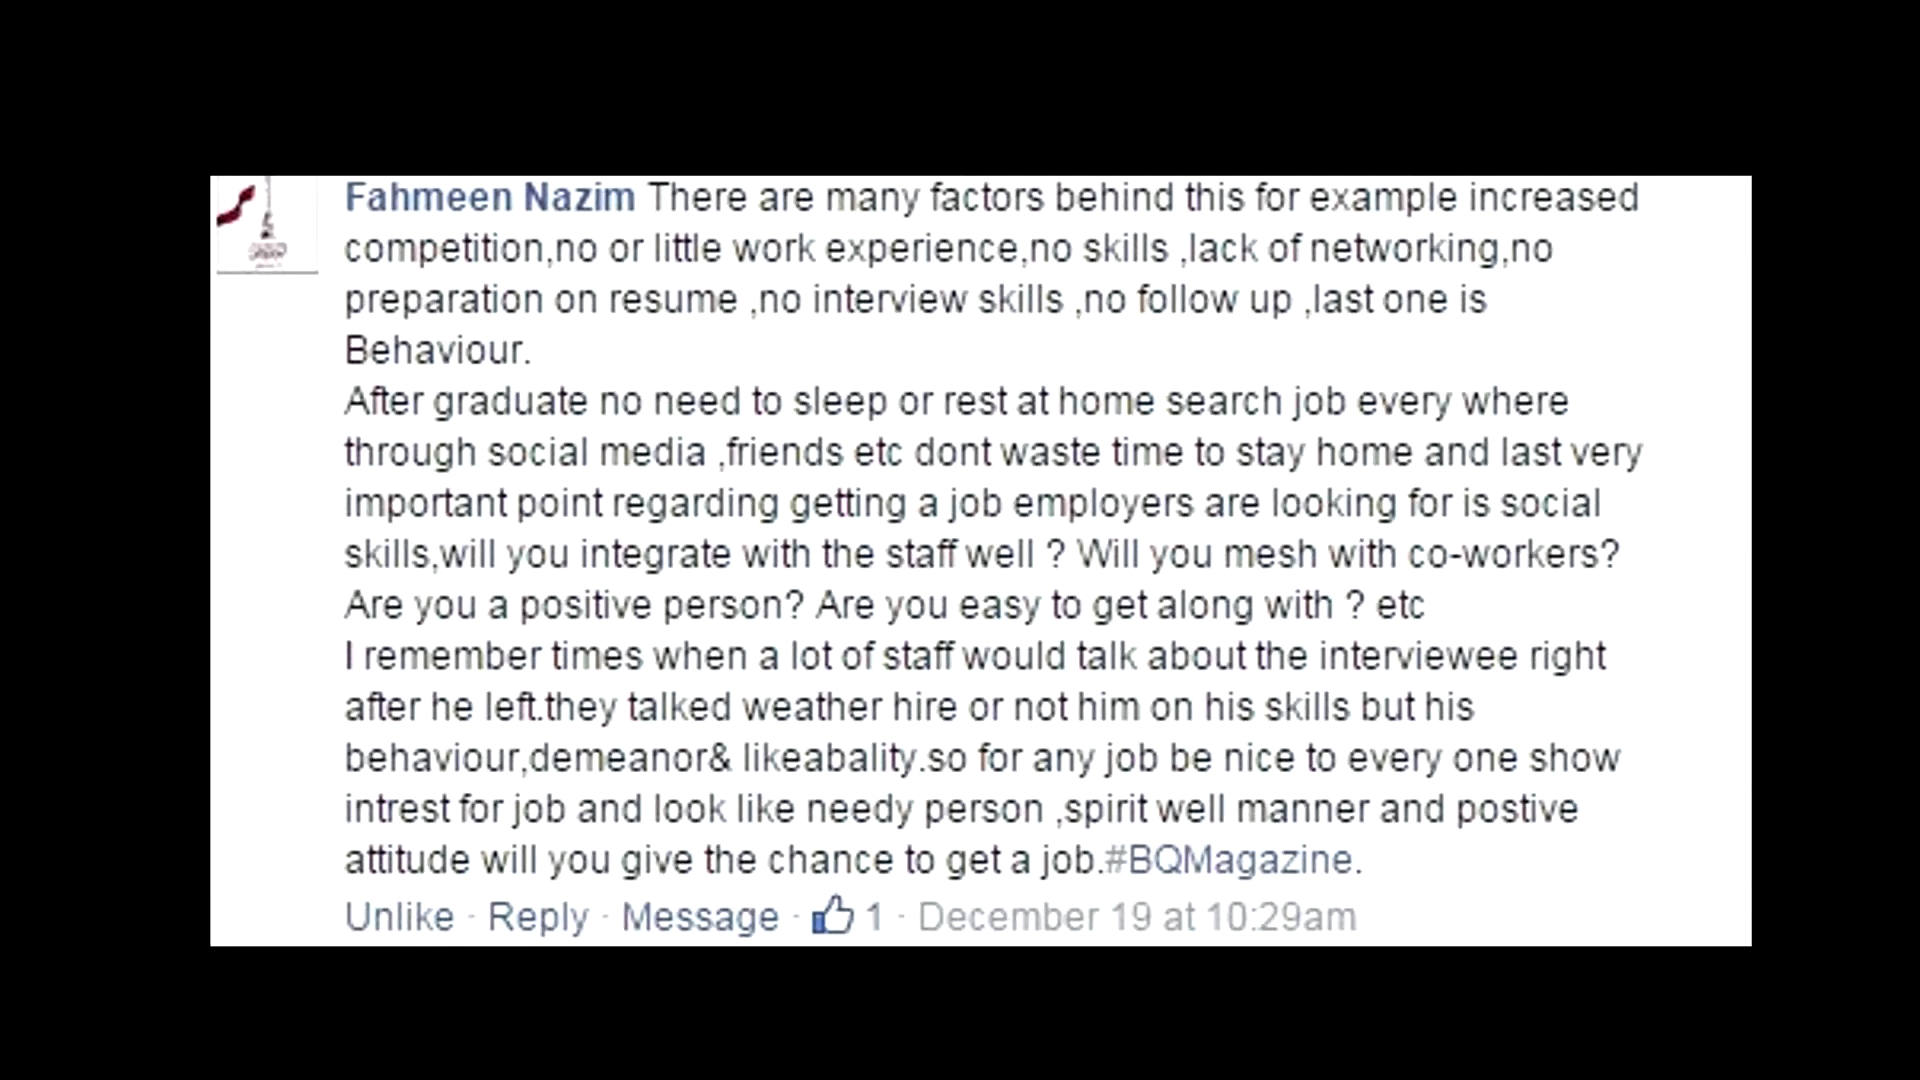 Fahmeen Nazim There are many factors behind this for example increased
competition,no or little work experience,no skills ,lack of networking,no
preparation on resume ,no interview skills ,no follow up ,last one is
Behaviour.
After graduate no need to sleep or rest at home search job every where
through social media ,friends etc dont waste time to stay home and last very
important point regarding getting a job employers are looking for is social
skills,will you integrate with the staff well ? Will you mesh with co-workers?
Are you a positive person? Are you easy to get along with ? etc
I remember times when a lot of staff would talk about the interviewee right
after he left.they talked weather hire or not him on his skills but his
behaviour,demeanor& likeabality.so for any job be nice to every one show
intrest for job and look like needy person ,spirit well manner and postive
attitude will you give the chance to get a job.#BQMagazine.
Unlike · Reply · Message · 1 · December 19 at 10:29am